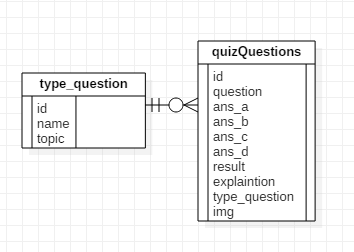 type_question
id
name
topic
quizQuestions
id
question
ans_a
ans_b
ans_c
ans_d
result
explaintion
type_question
img